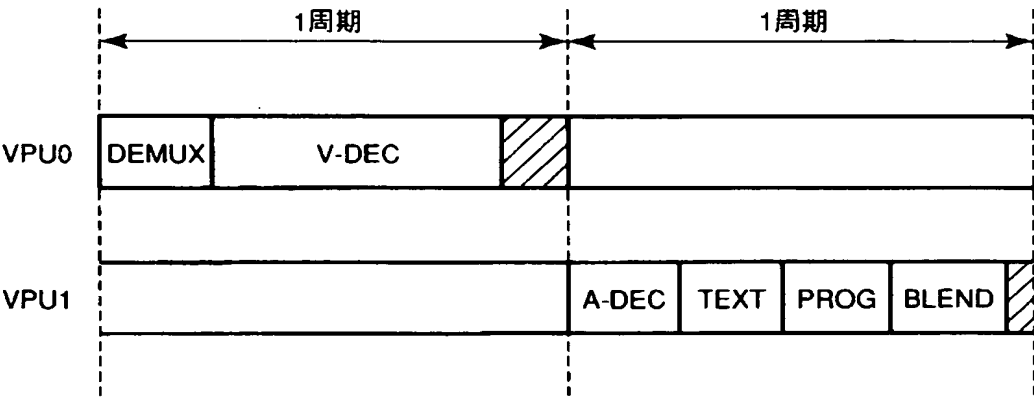 1周期 1周期
VPU0 DEMUX V-DEC
VPU1 A-DEC TEXT PROG BLEND